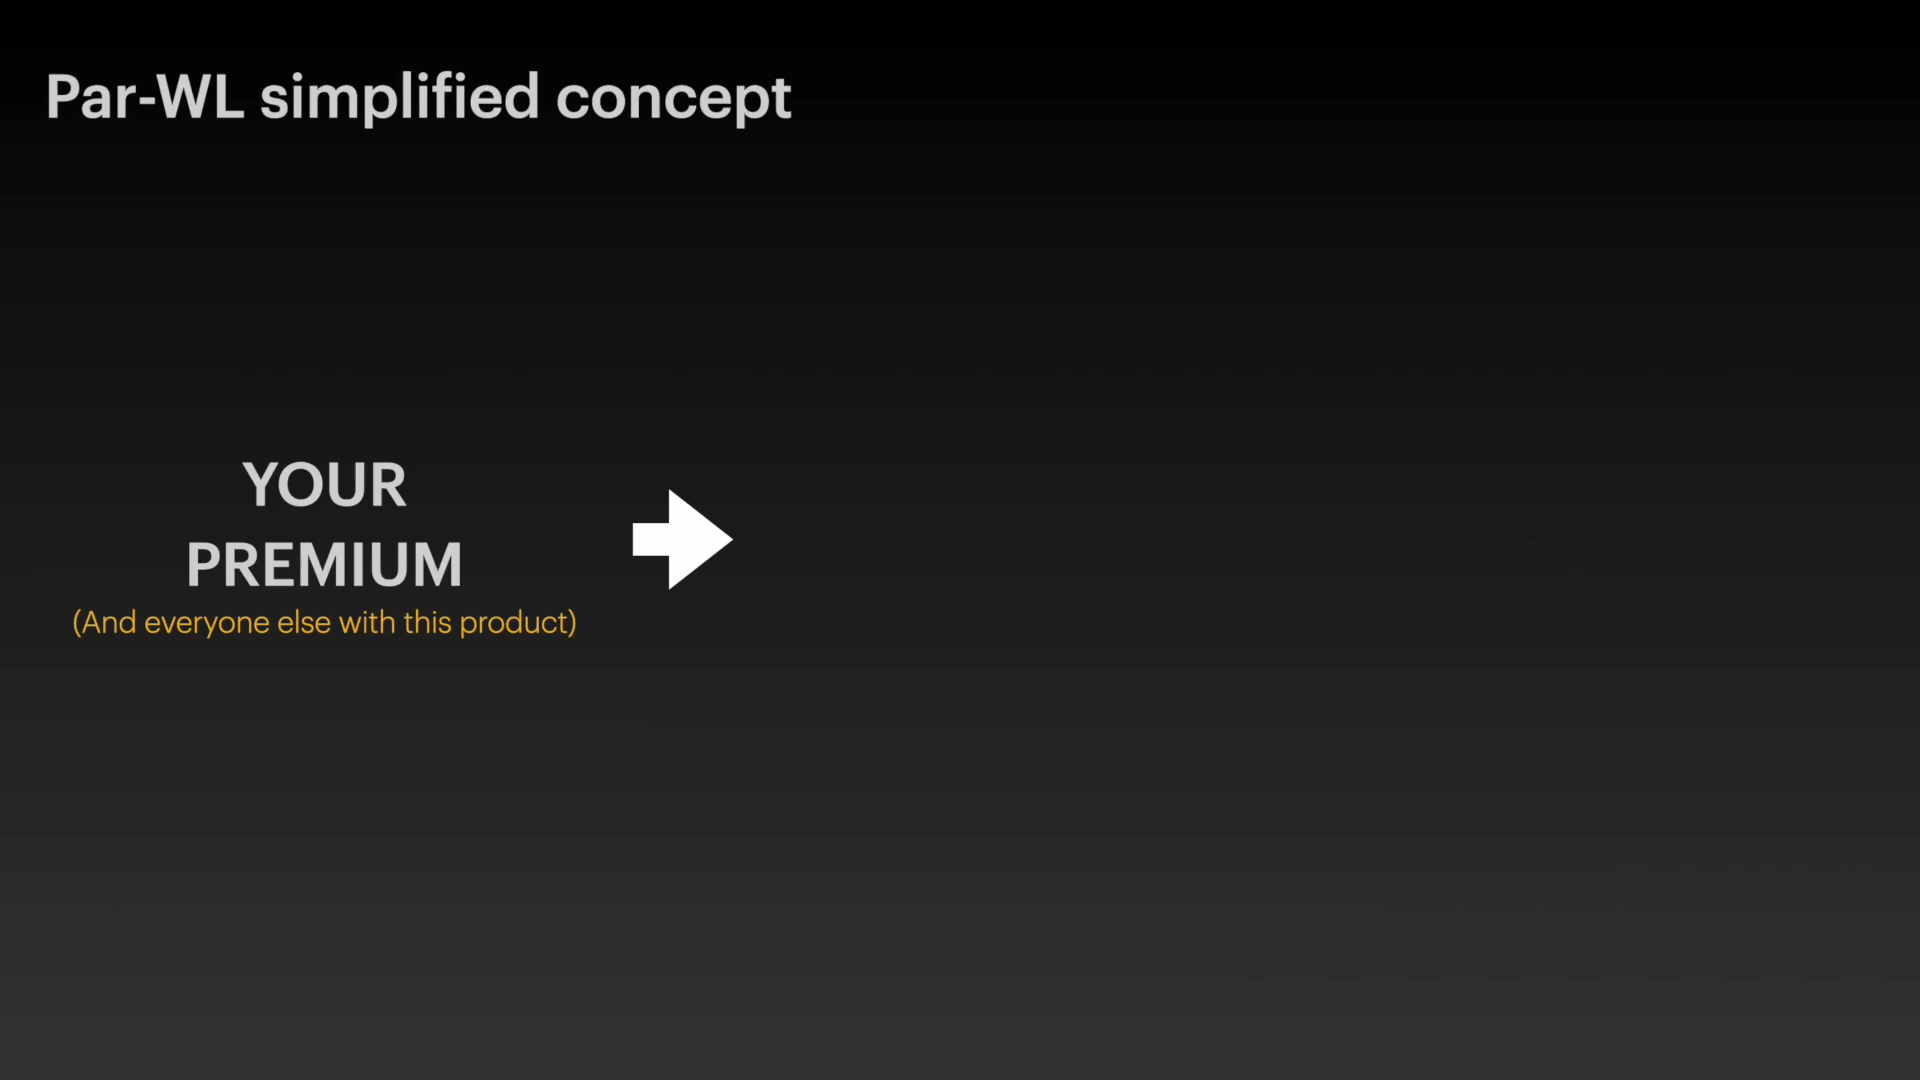 Par-WL simplified concept
YOUR
PREMIUM
(And everyone else with this product)